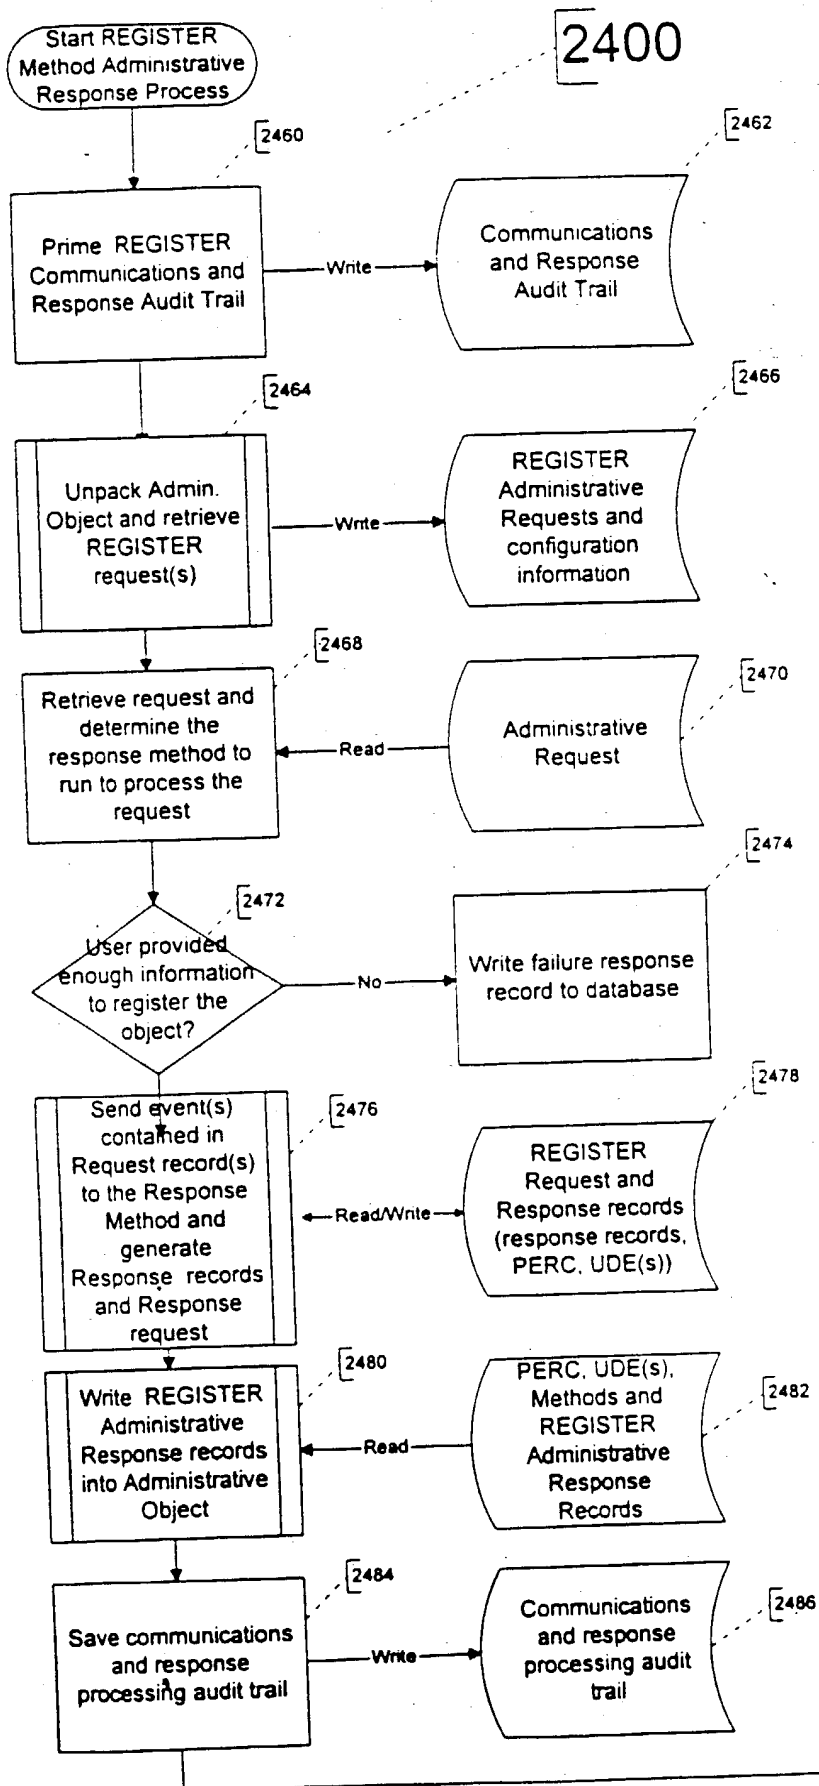 Start REGISTER
Method Administrative
Response Process
2400
2460
2462
Prime REGISTER
Communications and
Response Audit Trail
Write
Communications
and Response
Audit Trail
2464
2466
Unpack Admin.
Object and retrieve
REGISTER
request(s)
Write
REGISTER
Administrative
Requests and
configuration
information
2468
2470
Retrieve request and
determine the
response method to
run to process the
request
Read
Administrative
Request
2472
2474
User provided
enough information
to register the
object?
No
Write failure response
record to database
2476
2478
Send event(s)
contained in
Request record(s)
to the Response
Method and
generate
Response records
and Response
request
Read/Write
REGISTER
Request and
Response records
(response records,
PERC, UDE(s))
2480
2482
Write REGISTER
Administrative
Response records
into Administrative
Object
Read
PERC, UDE(s),
Methods and
REGISTER
Administrative
Response
Records
2484
2486
Save communications
and response
processing audit trail
Write
Communications
and response
processing audit
trail